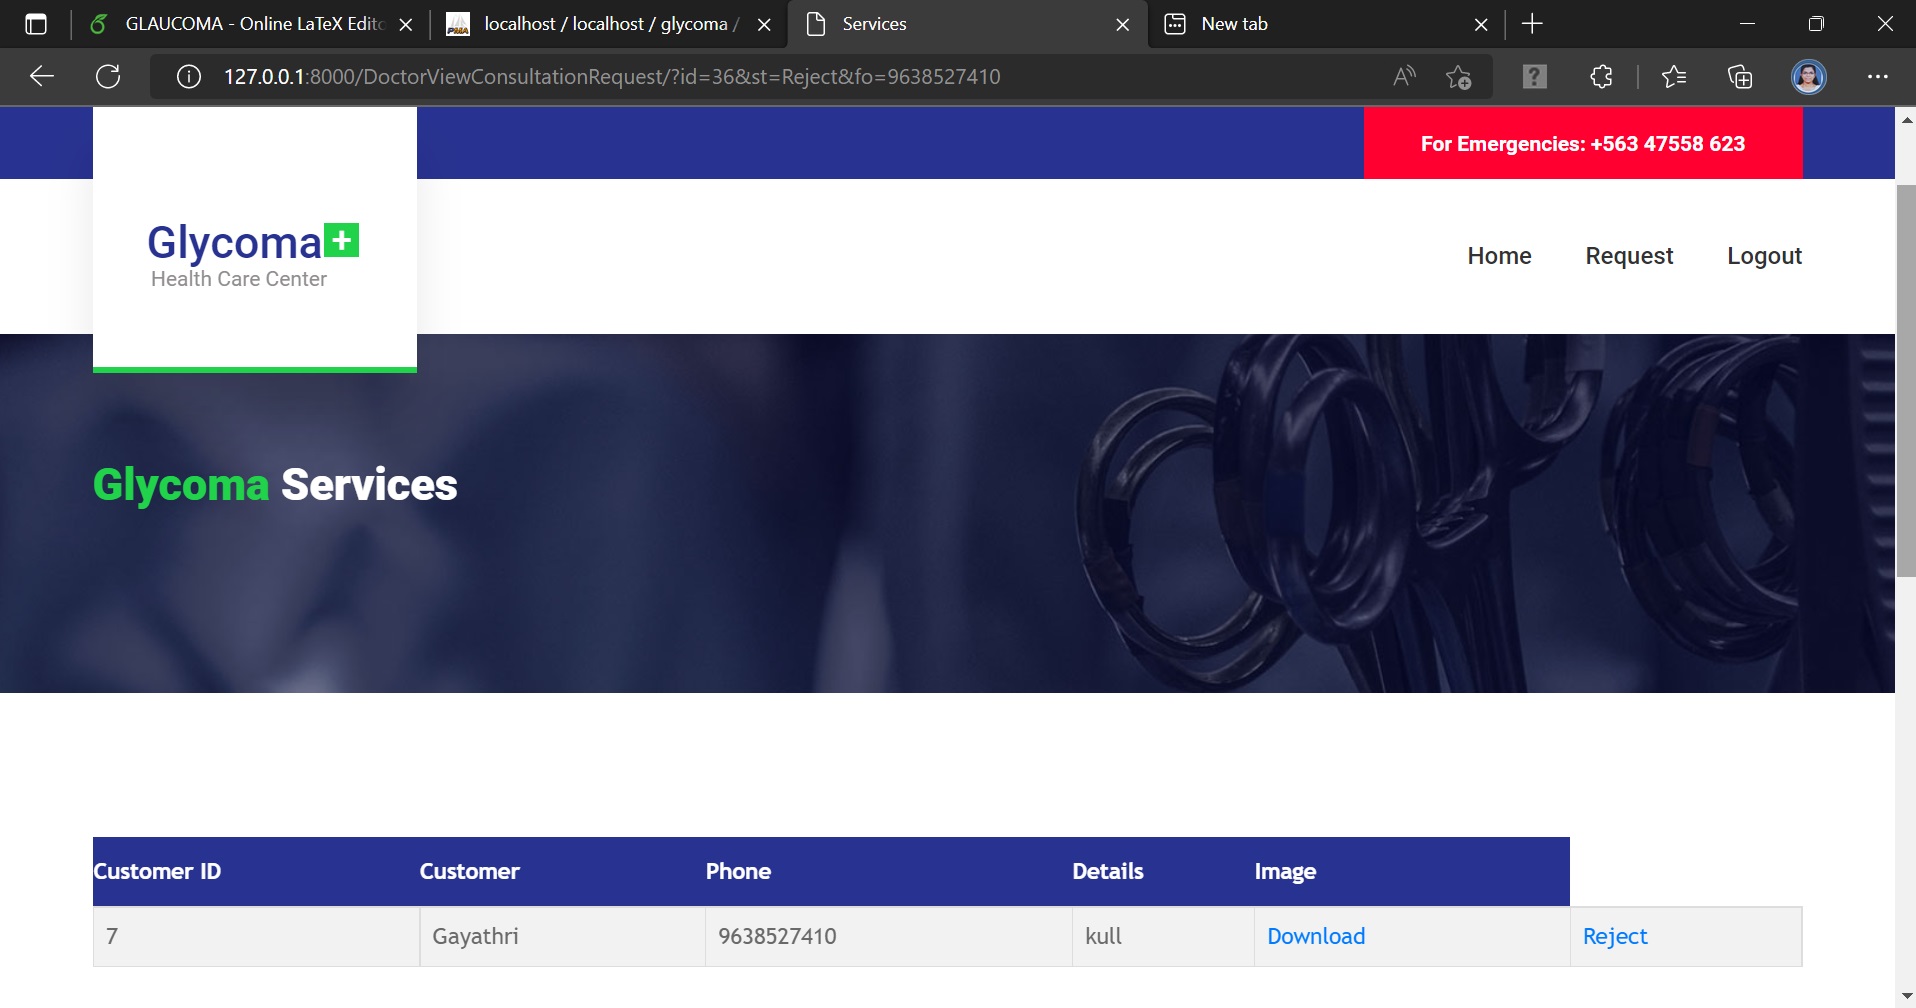 GLAUCOMA - Online LaTeX Edito
localhost / localhost / glycoma /
Services
New tab
127.0.0.1:8000/DoctorViewConsultationRequest/?id=36&st=Reject&fo=9638527410
For Emergencies: +563 47558 623
Glycoma+
Health Care Center
Home Request Logout
Glycoma Services
Customer ID Customer Phone Details Image
7 Gayathri 9638527410 kull Download Reject